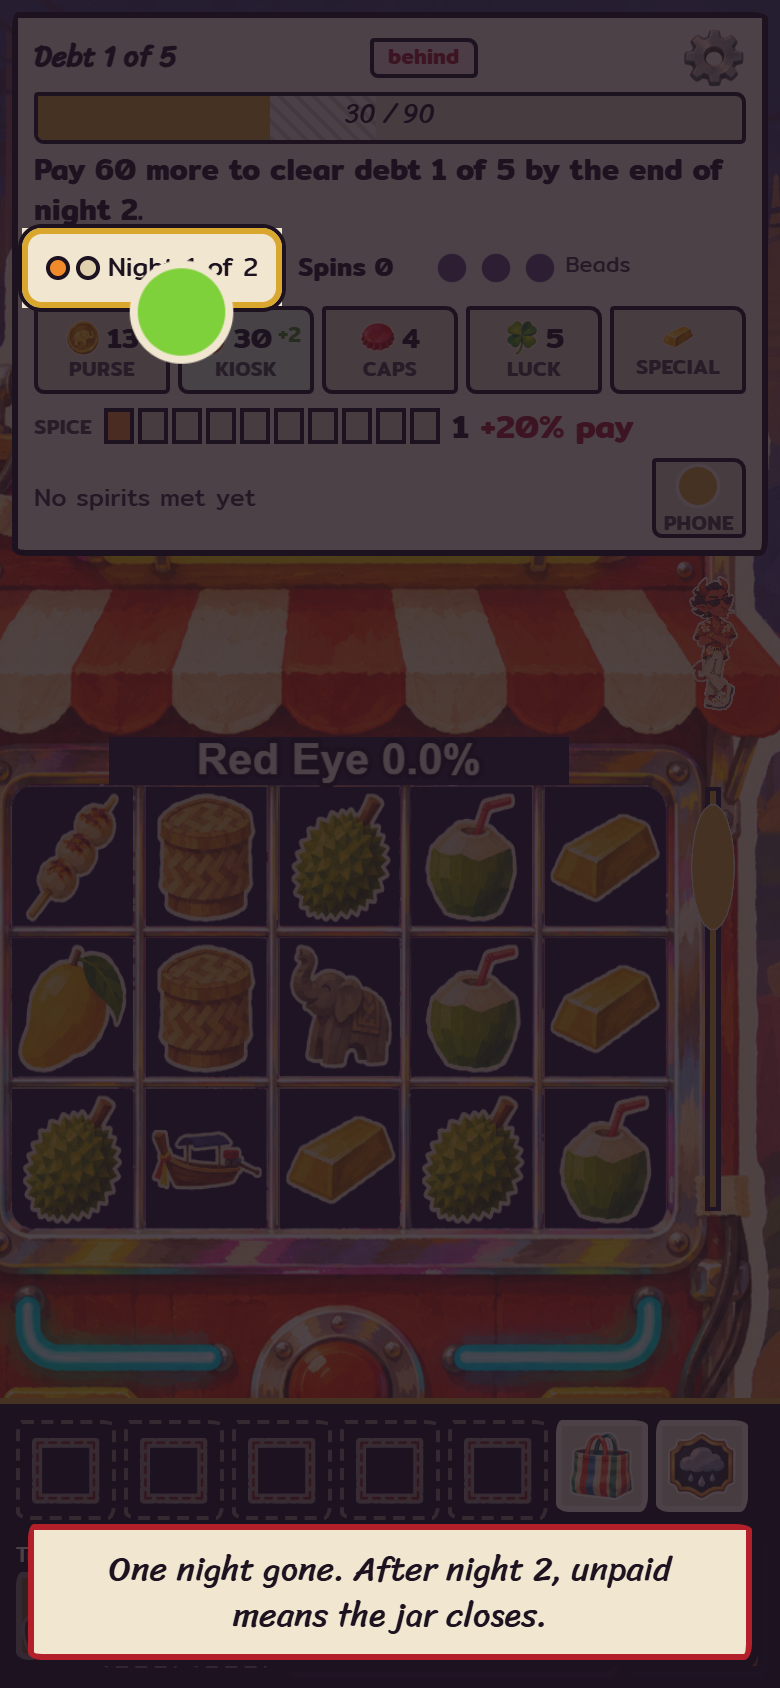 Debt 1 of 5
behind
30 / 90
Pay 60 more to clear debt 1 of 5 by the end of
night 2.
of 2
Spins 0
Beads
30 +2
4
5
PURSE
KIOSK
CAPS
LUCK
SPECIAL
SPICE
1 +20% pay
No spirits met yet
PHONE
Red Eye 0.0%
One night gone. After night 2, unpaid
means the jar closes.